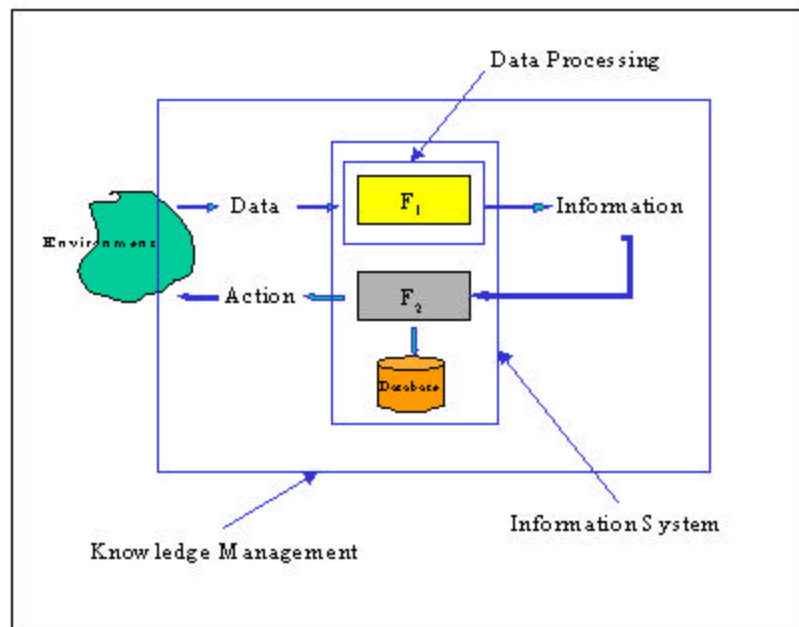 Data Processing
Environment
Data
F1
Information
Action
F2
Database
Information System
Knowledge Management